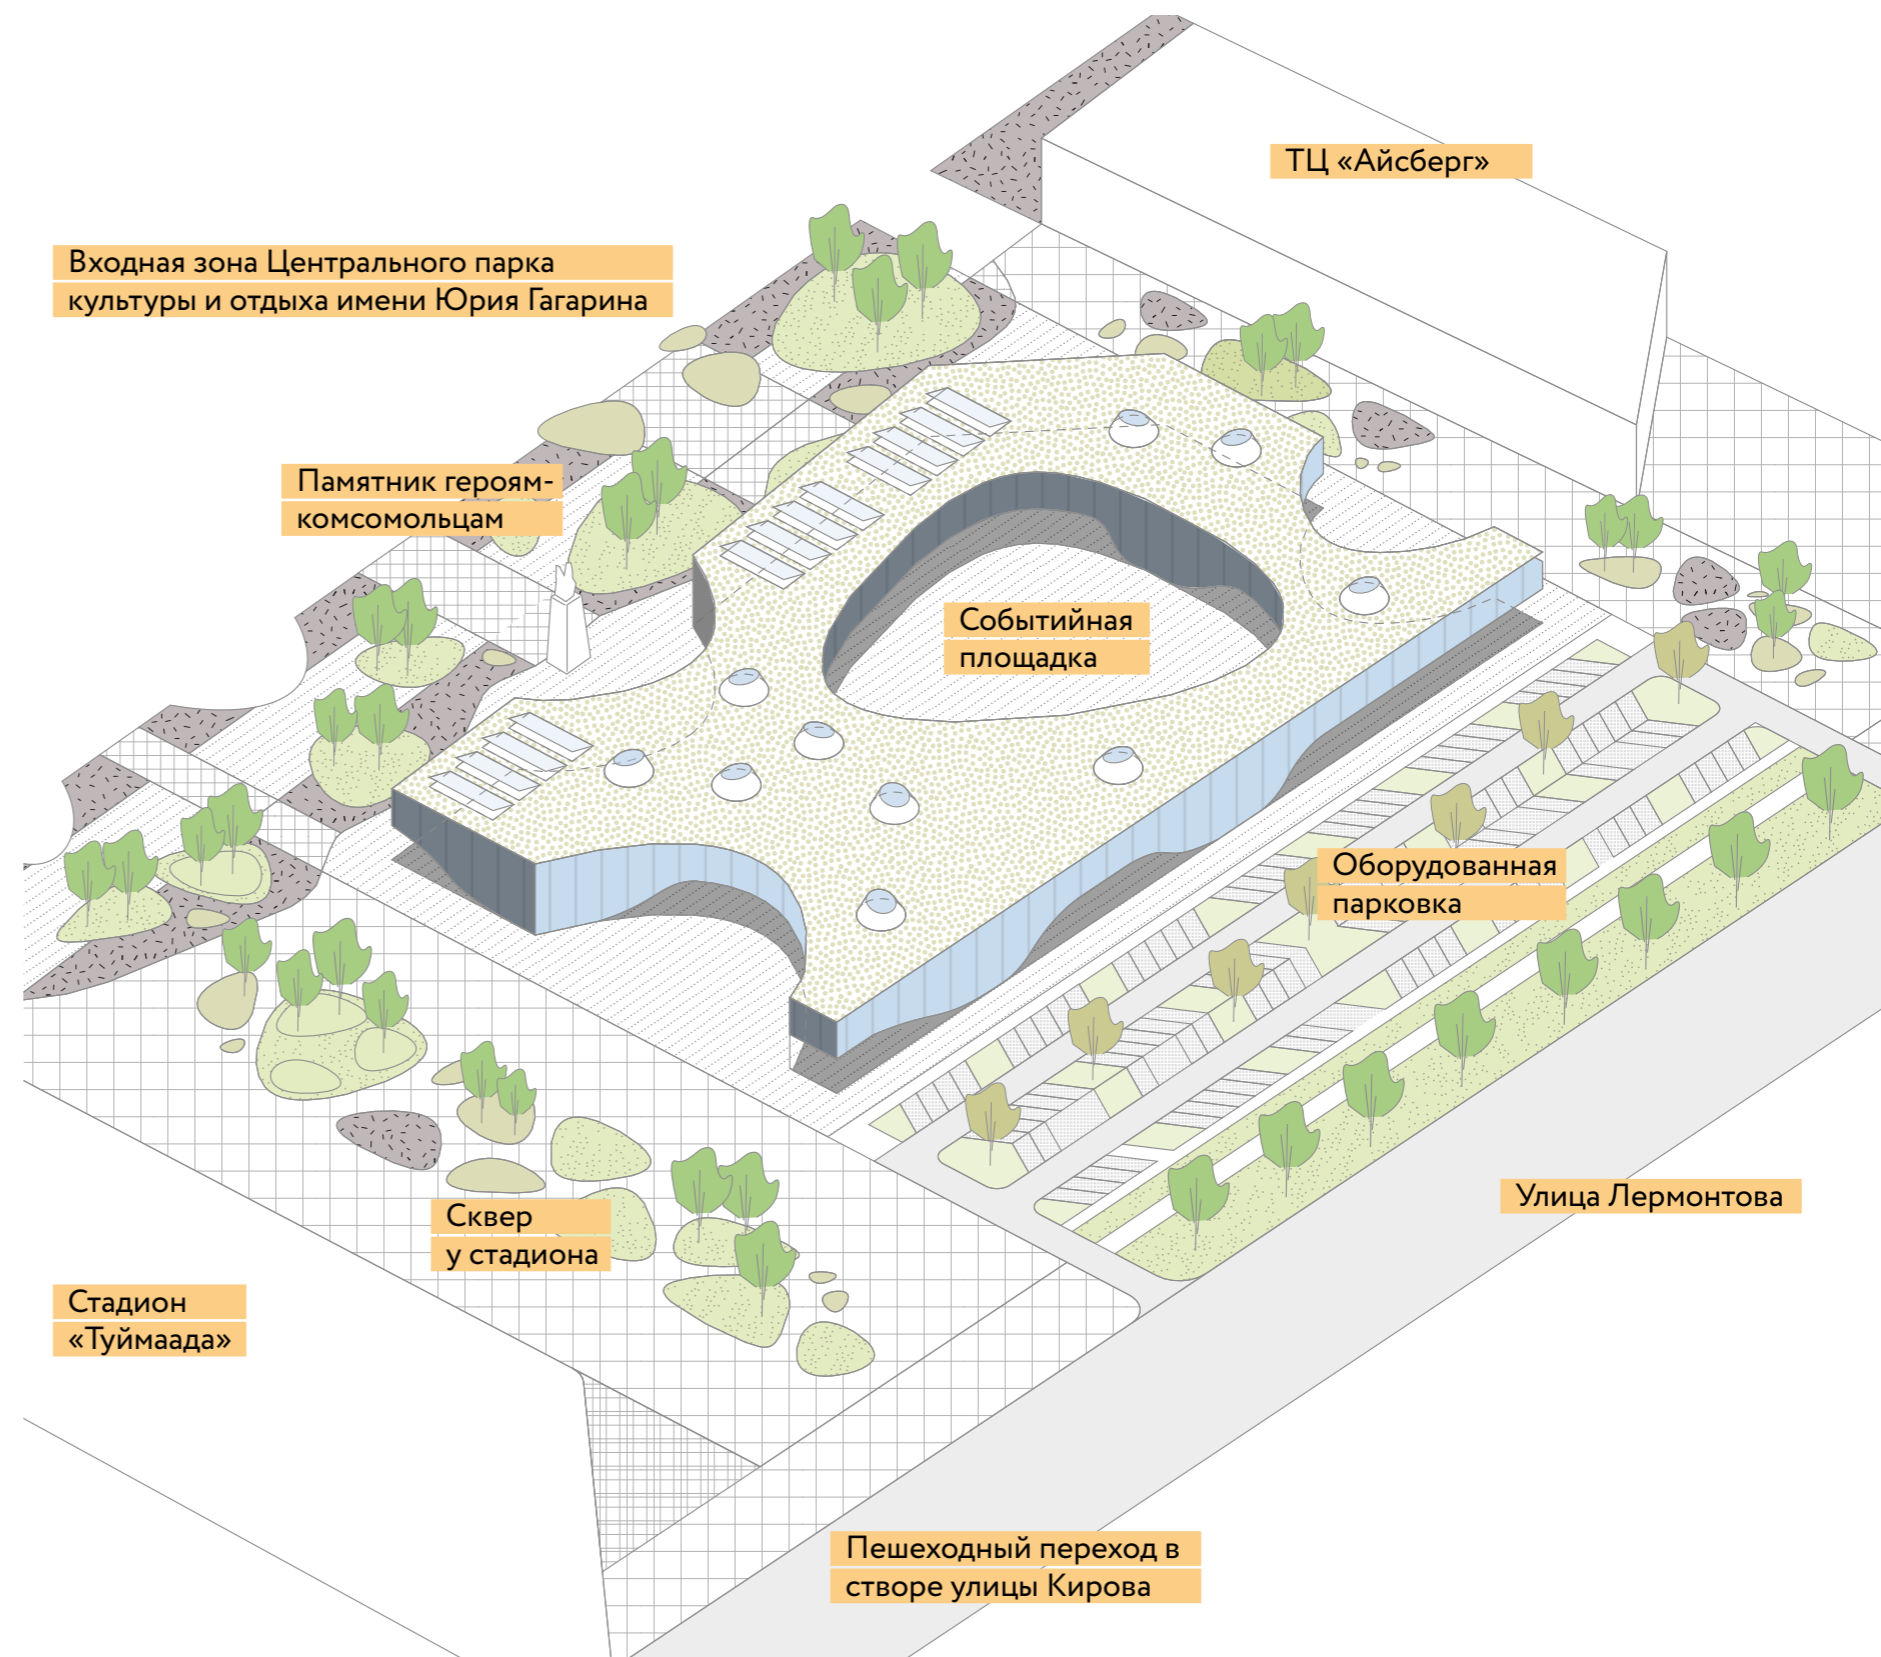 ТЦ «Айсберг»
Входная зона Центрального парка
культуры и отдыха имени Юрия Гагарина
Памятник героям-
комсомольцам
Событийная
площадка
Оборудованная
парковка
Улица Лермонтова
Сквер
у стадиона
Стадион
«Туймаада»
Пешеходный переход в
створе улицы Кирова